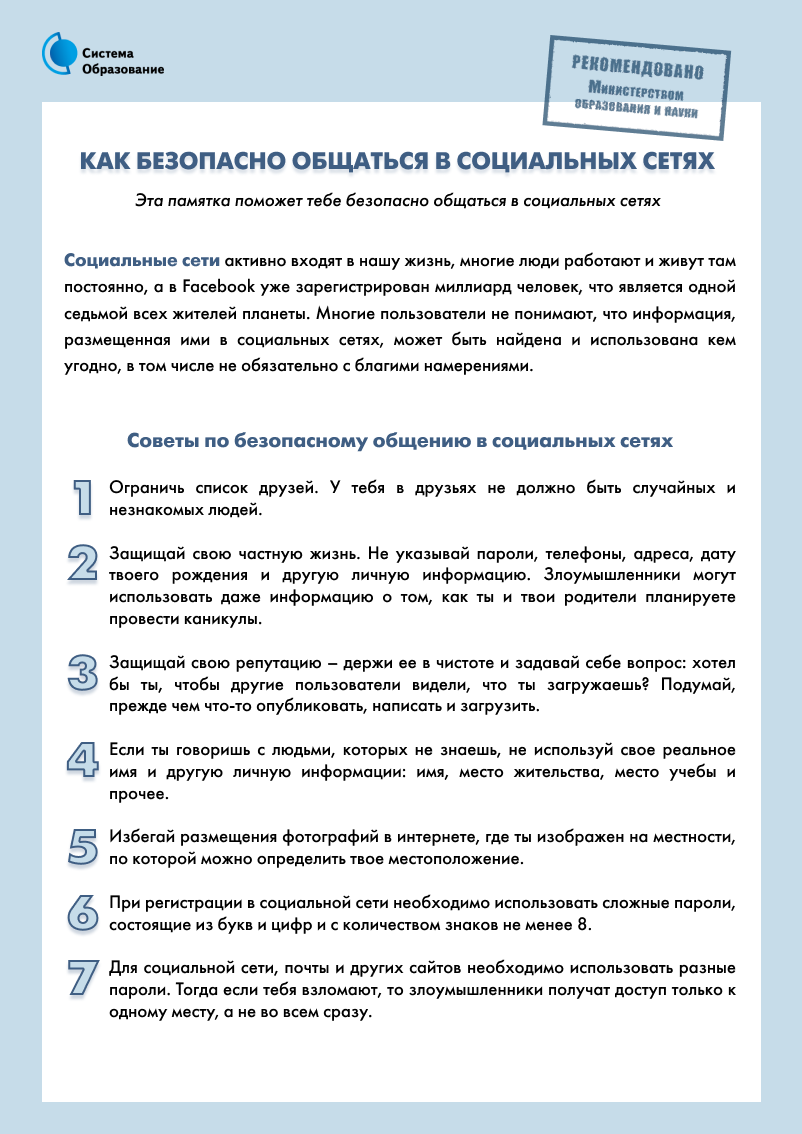 Система
Образование
РЕКОМЕНДОВАНО
Министерством
образования и науки
КАК БЕЗОПАСНО ОБЩАТЬСЯ В СОЦИАЛЬНЫХ СЕТЯХ
Эта памятка поможет тебе безопасно общаться в социальных сетях
Социальные сети активно входят в нашу жизнь, многие люди работают и живут там
постоянно, а в Facebook уже зарегистрирован миллиард человек, что является одной
седьмой всех жителей планеты. Многие пользователи не понимают, что информация,
размещенная ими в социальных сетях, может быть найдена и использована кем
угодно, в том числе не обязательно с благими намерениями.
Советы по безопасному общению в социальных сетях
1 Ограничь список друзей. У тебя в друзьях не должно быть случайных и
незнакомых людей.
2 Защищай свою частную жизнь. Не указывай пароли, телефоны, адреса, дату
твоего рождения и другую личную информацию. Злоумышленники могут
использовать даже информацию о том, как ты и твои родители планируете
провести каникулы.
3 Защищай свою репутацию – держи ее в чистоте и задавай себе вопрос: хотел
бы ты, чтобы другие пользователи видели, что ты загружаешь? Подумай,
прежде чем что-то опубликовать, написать и загрузить.
4 Если ты говоришь с людьми, которых не знаешь, не используй свое реальное
имя и другую личную информации: имя, место жительства, место учебы и
прочее.
5 Избегай размещения фотографий в интернете, где ты изображен на местности,
по которой можно определить твое местоположение.
6 При регистрации в социальной сети необходимо использовать сложные пароли,
состоящие из букв и цифр и с количеством знаков не менее 8.
7 Для социальной сети, почты и других сайтов необходимо использовать разные
пароли. Тогда если тебя взломают, то злоумышленники получат доступ только к
одному месту, а не во всем сразу.